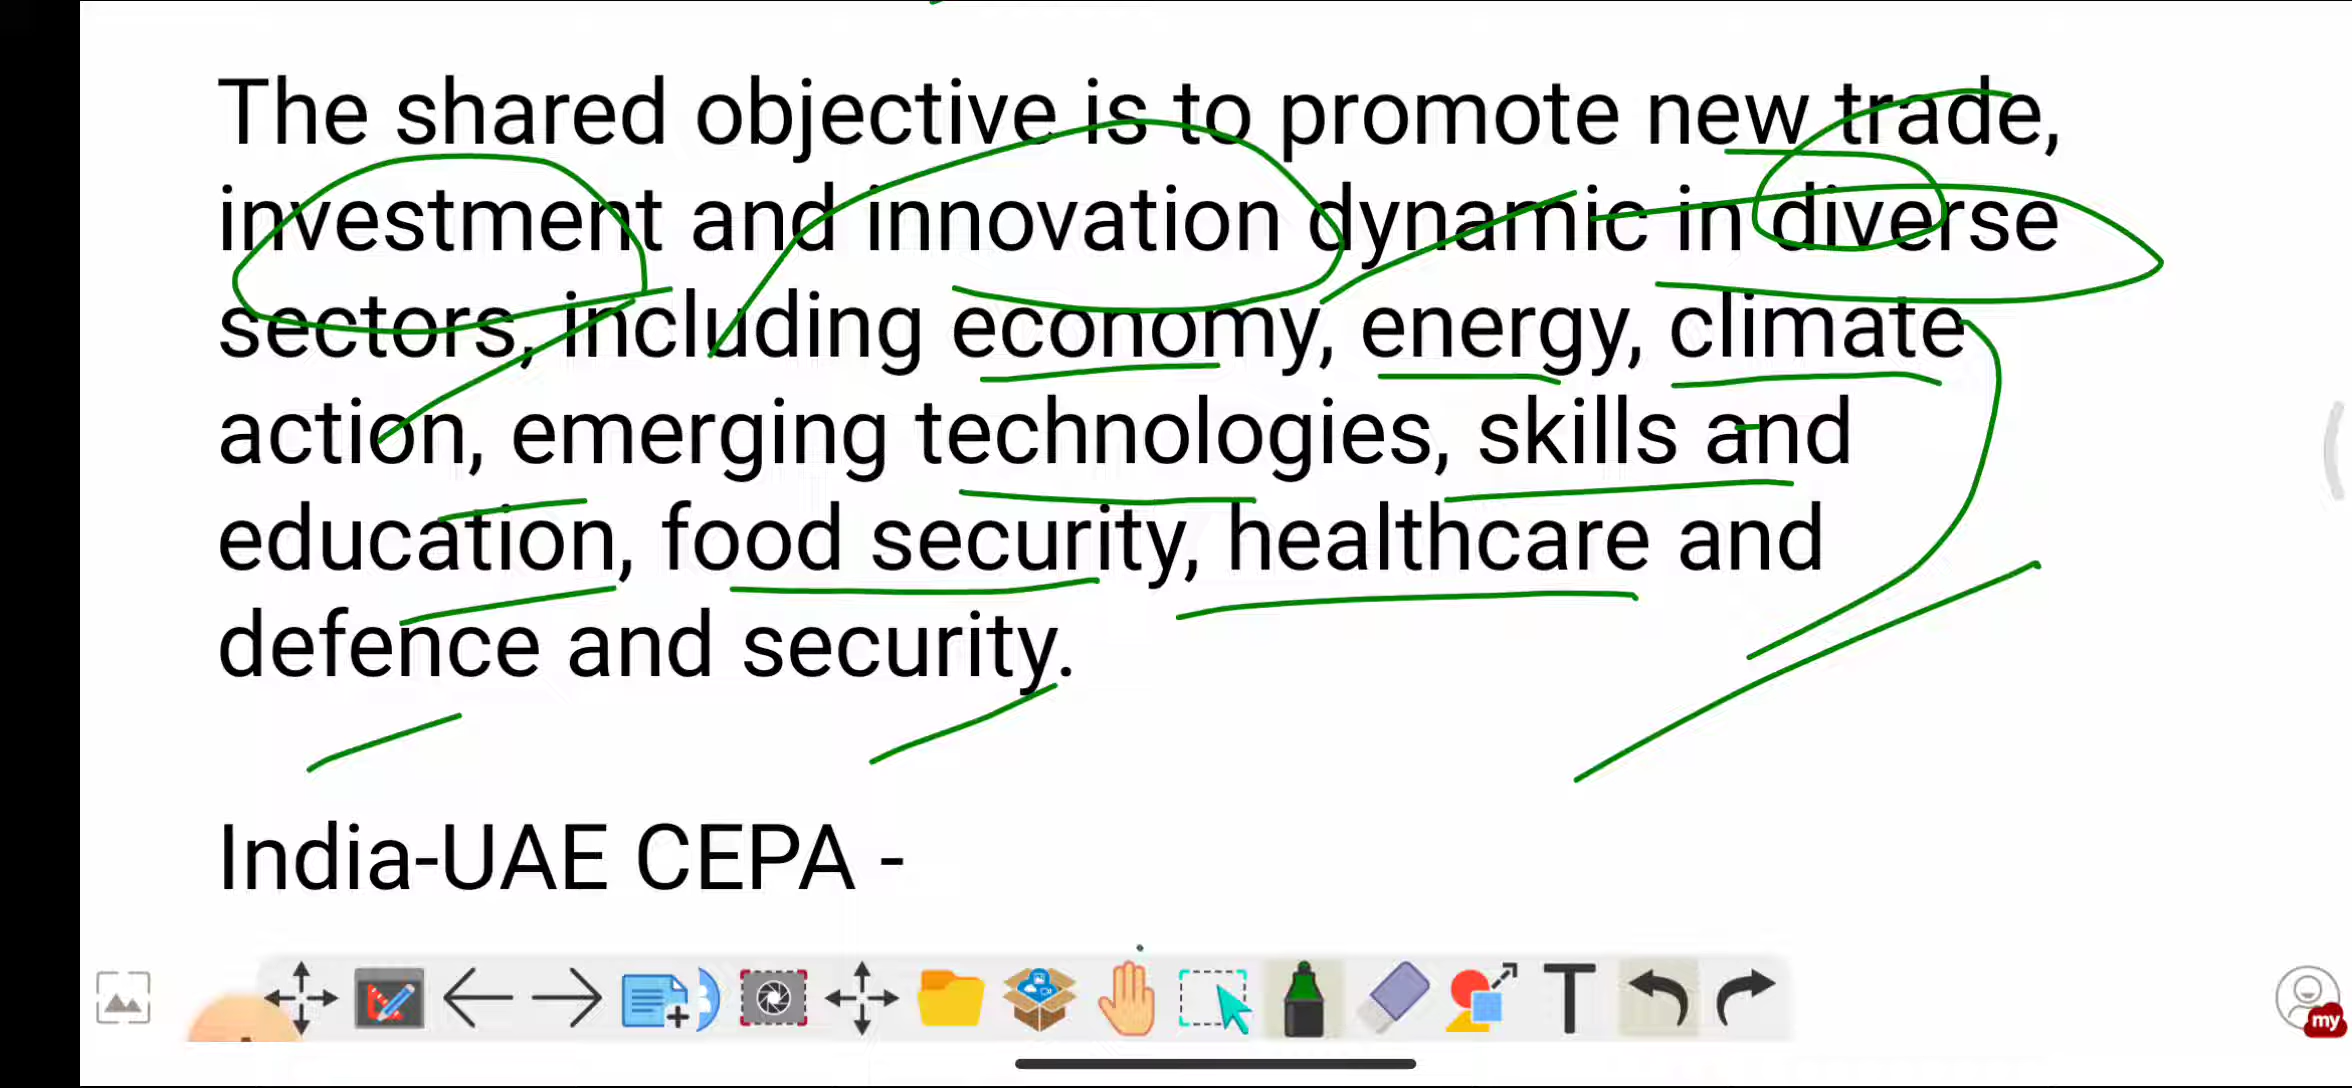 The shared objective is to promote new trade,
investment and innovation dynamic in diverse
sectors, including economy, energy, climate
action, emerging technologies, skills and
education, food security, healthcare and
defence and security.
India-UAE CEPA -
T
my